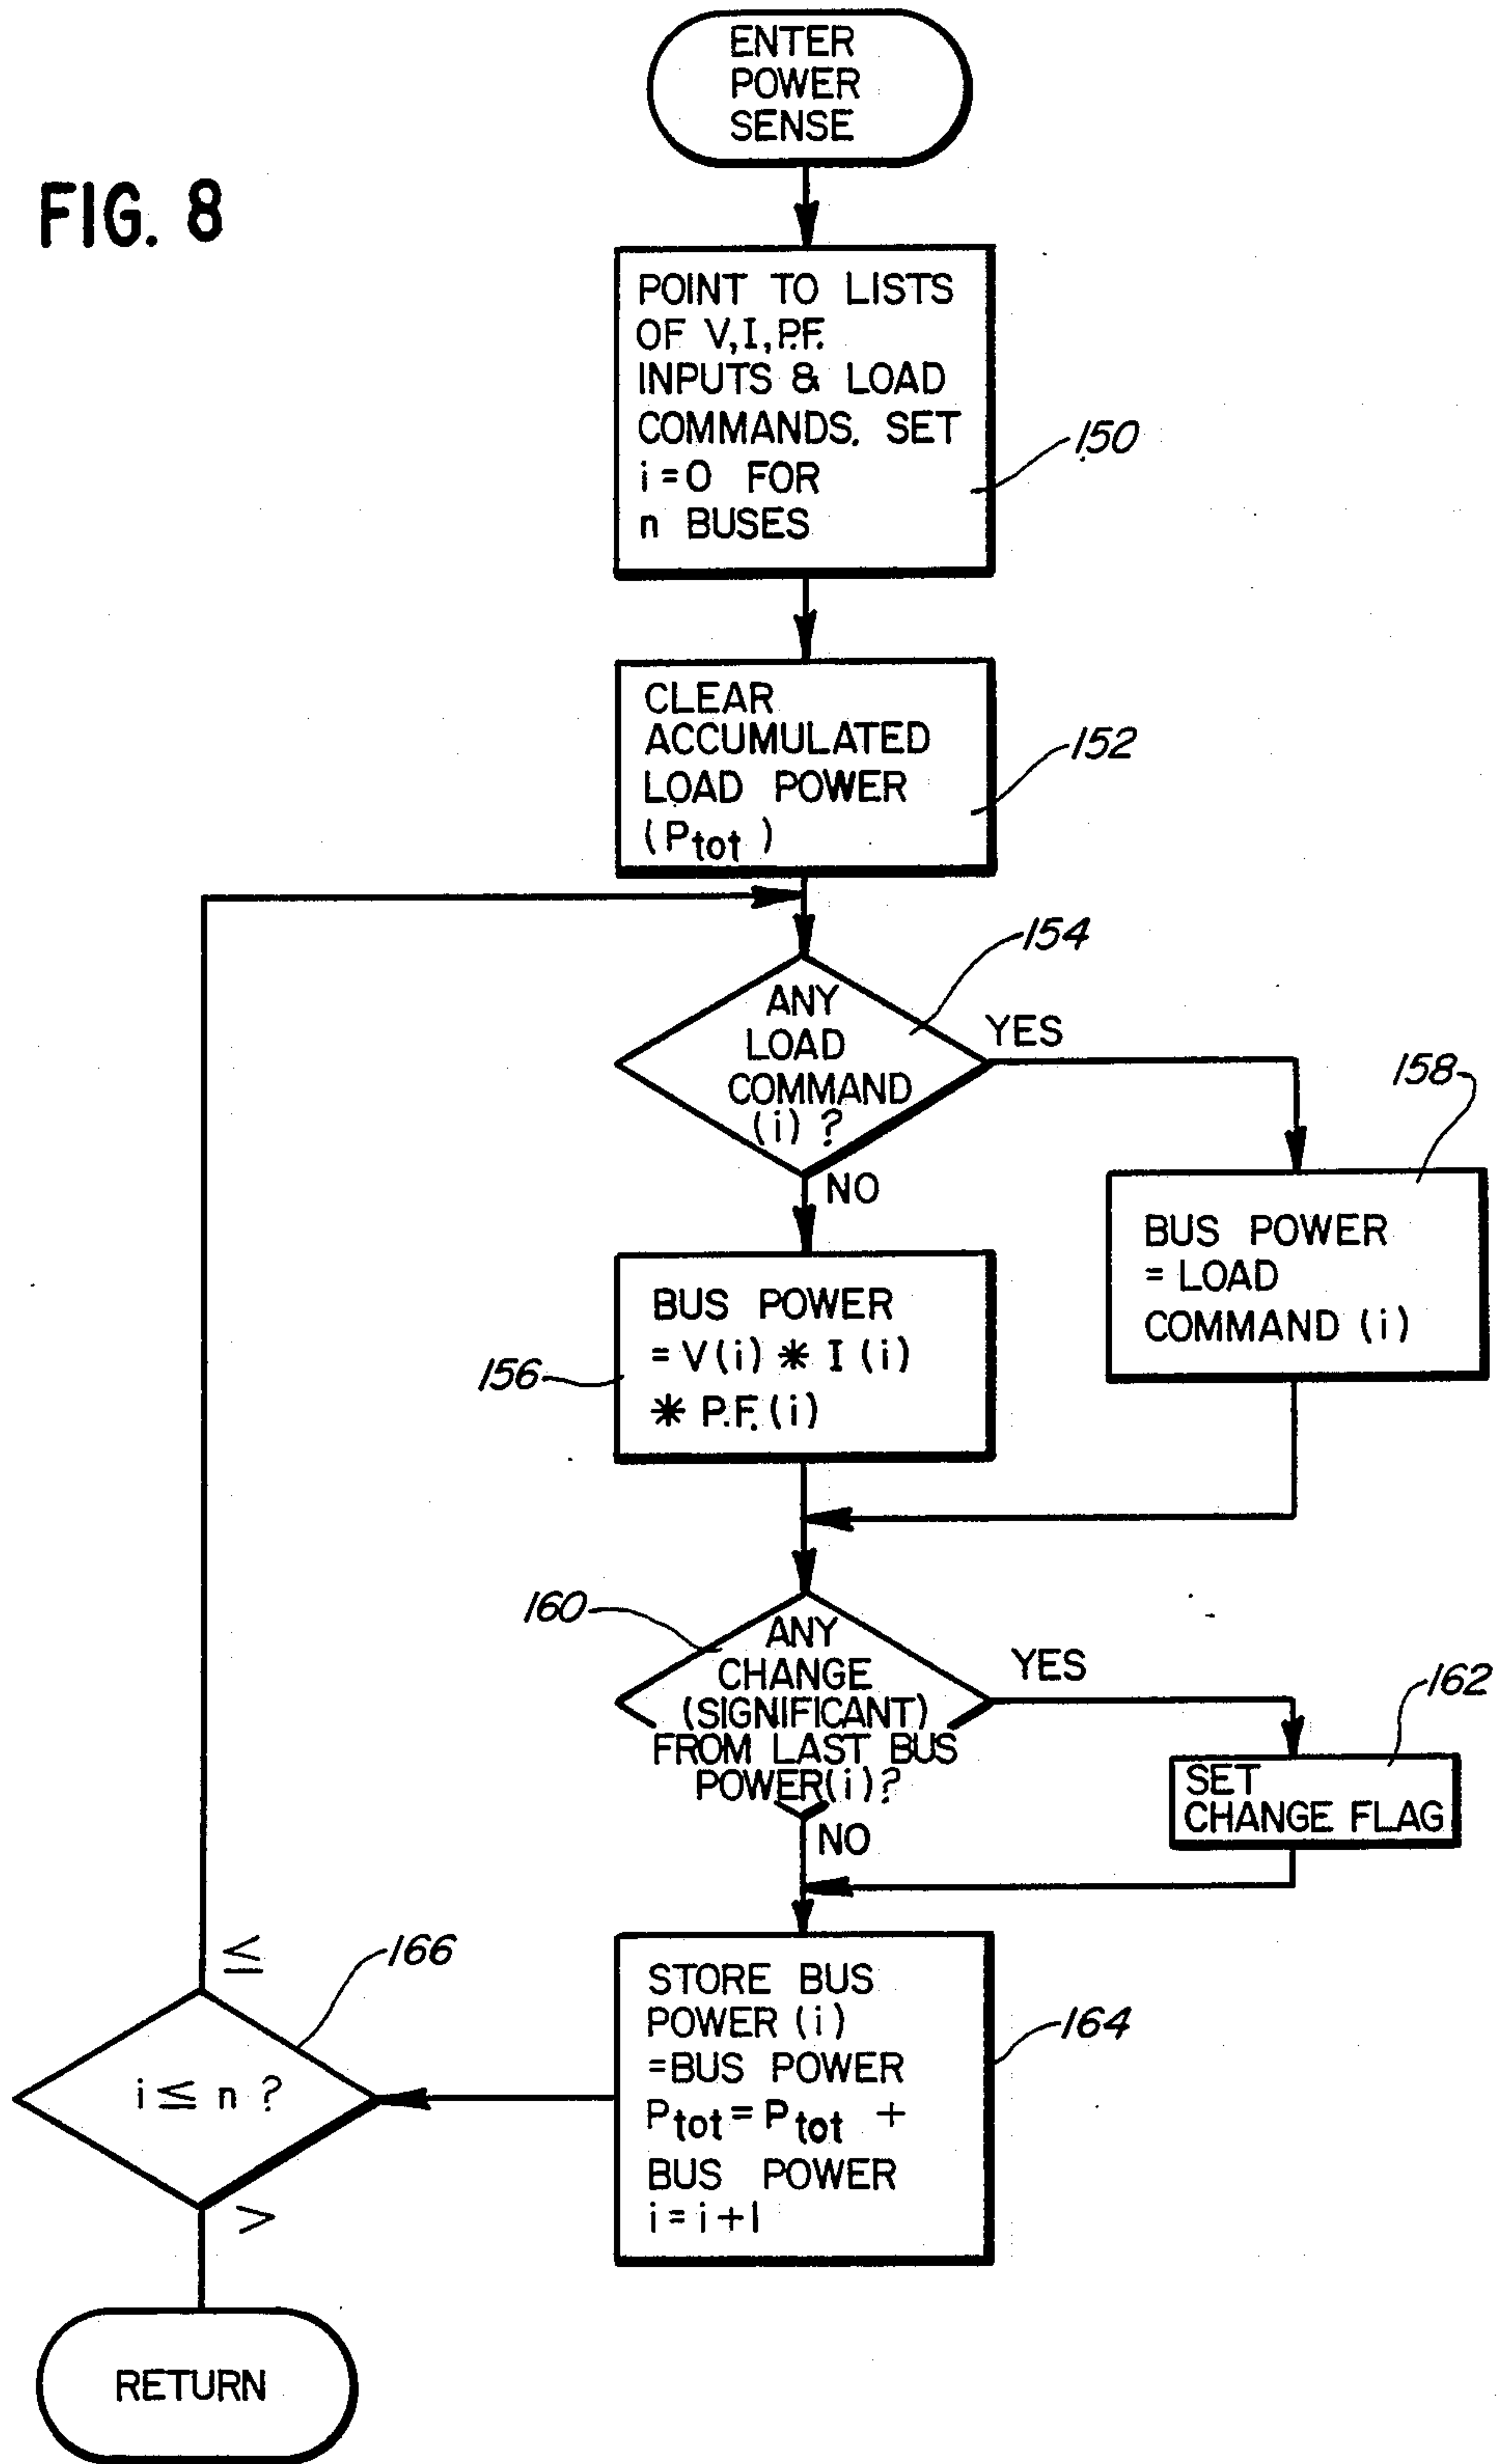 FIG. 8
ENTER
POWER
SENSE
POINT TO LISTS
OF V,I,P.F.
INPUTS & LOAD
COMMANDS. SET
i=0 FOR
n BUSES
150
CLEAR
ACCUMULATED
LOAD POWER
(Ptot)
152
154
ANY
LOAD
COMMAND
(i) ?
YES
NO
158
BUS POWER
= LOAD
COMMAND (i)
BUS POWER
= V(i) * I (i)
* P.F. (i)
156
160
ANY
CHANGE
(SIGNIFICANT)
FROM LAST BUS
POWER(i)?
YES
NO
162
SET
CHANGE FLAG
STORE BUS
POWER (i)
=BUS POWER
Ptot = Ptot +
BUS POWER
i = i+1
164
166
≤
i ≤ n ?
>
RETURN